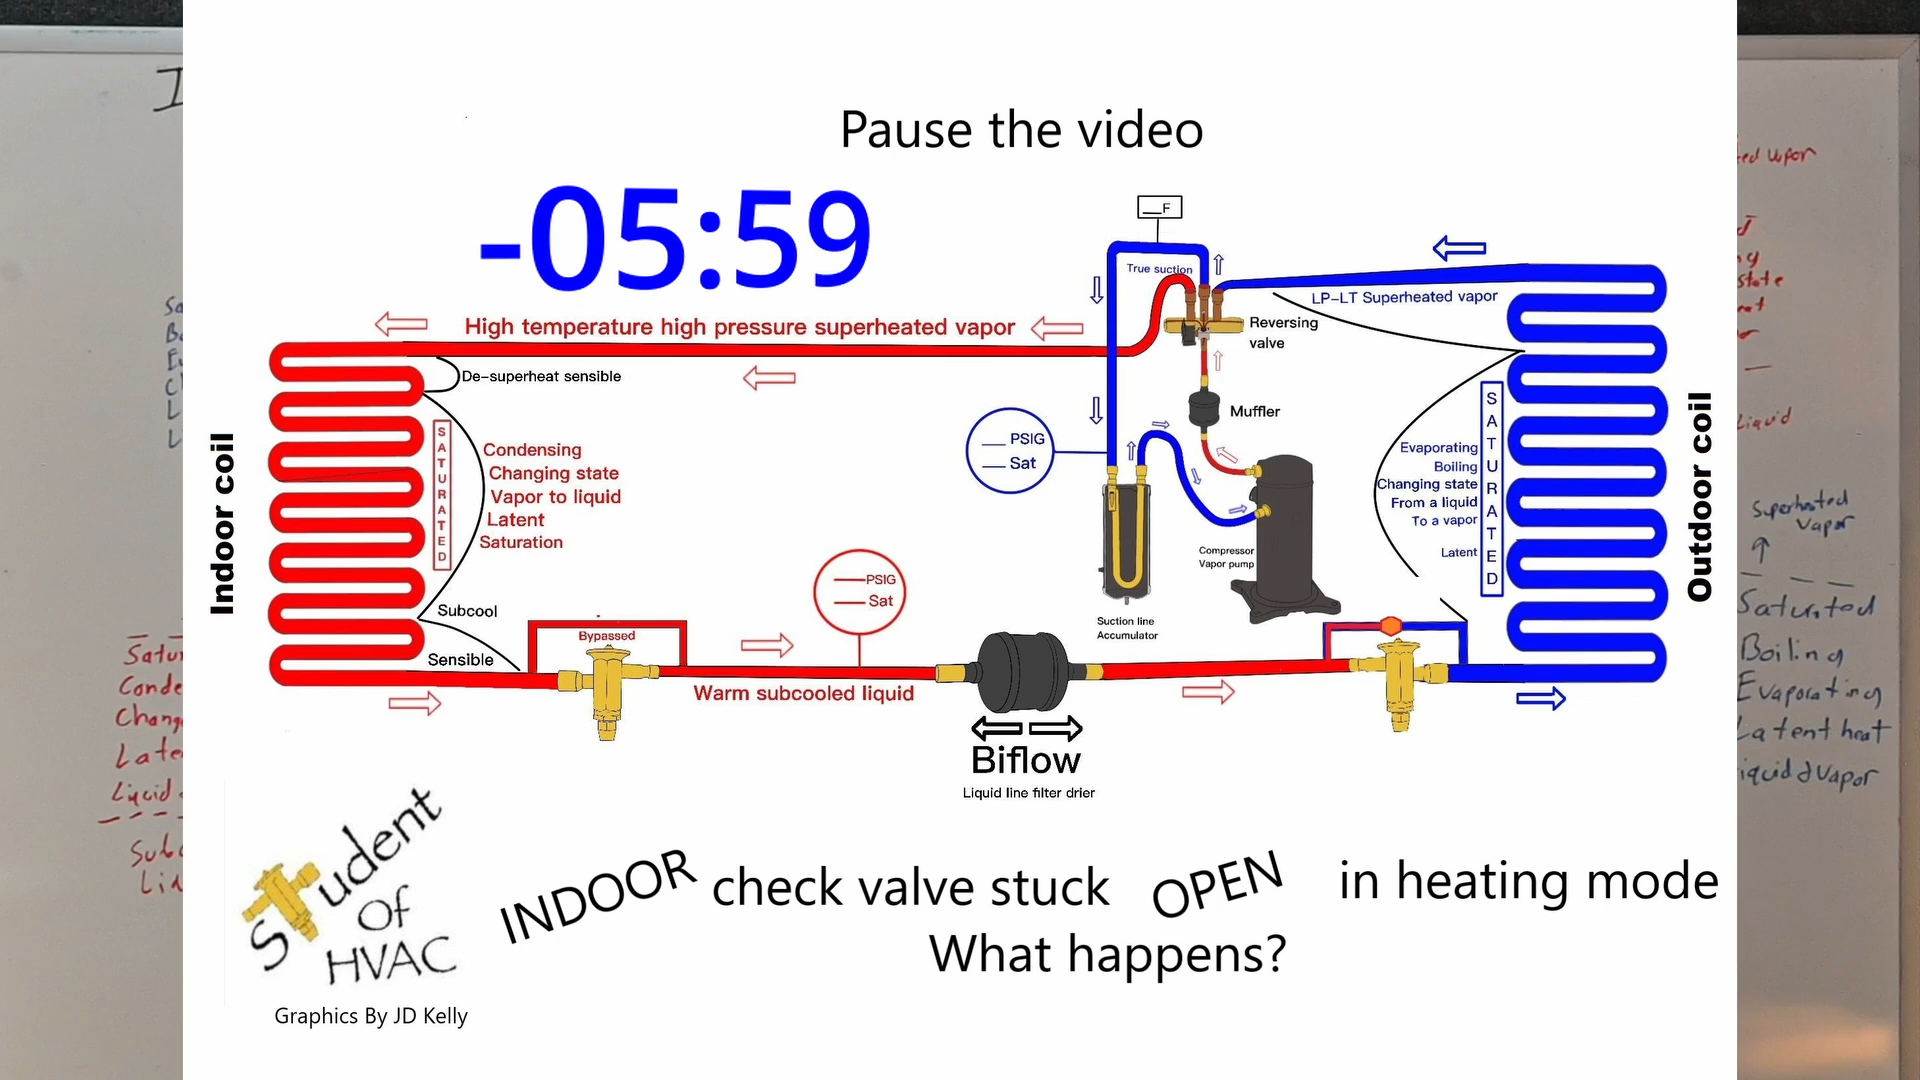 Pause the video
-05:59
__F
True suction
LP-LT Superheated vapor
High temperature high pressure superheated vapor
Reversing
valve
De-superheat sensible
Muffler
Indoor coil
SATURATED
Condensing
Changing state
Vapor to liquid
Latent
Saturation
___ PSIG
___ Sat
Compressor
Vapor pump
Evaporating
Boiling
Changing state
From a liquid
To a vapor
Latent
SATURATED
Outdoor coil
Subcool
Sensible
Bypassed
PSIG
Sat
Suction line
Accumulator
Warm subcooled liquid
Biflow
Liquid line filter drier
Student
Of
HVAC
Graphics By JD Kelly
INDOOR check valve stuck OPEN in heating mode
What happens?
Superheated
Vapor
Saturated
Boiling
Evaporating
Latent heat